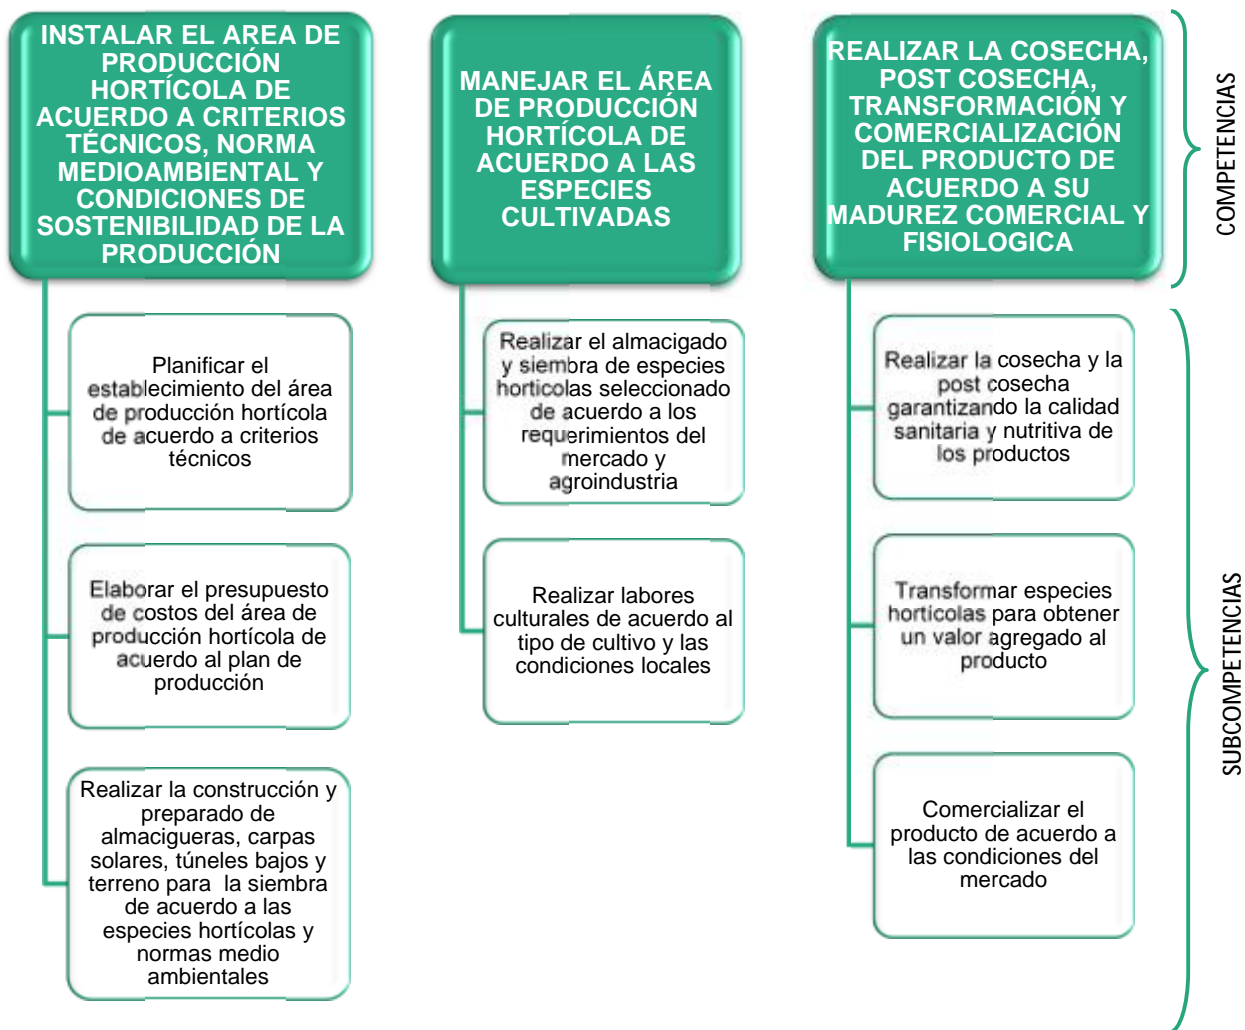 INSTALAR EL AREA DE
PRODUCCIÓN
HORTÍCOLA DE
ACUERDO A CRITERIOS
TÉCNICOS, NORMA
MEDIOAMBIENTAL Y
CONDICIONES DE
SOSTENIBILIDAD DE LA
PRODUCCIÓN
Planificar el
establecimiento del área
de producción hortícola
de acuerdo a criterios
técnicos
Elaborar el presupuesto
de costos del área de
producción hortícola de
acuerdo al plan de
producción
Realizar la construcción y
preparado de
almacigueras, carpas
solares, túneles bajos y
terreno para la siembra
de acuerdo a las
especies hortícolas y
normas medio
ambientales
MANEJAR EL ÁREA
DE PRODUCCIÓN
HORTÍCOLA DE
ACUERDO A LAS
ESPECIES
CULTIVADAS
Realizar el almacigado
y siembra de especies
horticolas seleccionado
de acuerdo a los
requerimientos del
mercado y
agroindustria
Realizar labores
culturales de acuerdo al
tipo de cultivo y las
condiciones locales
REALIZAR LA COSECHA,
POST COSECHA,
TRANSFORMACIÓN Y
COMERCIALIZACIÓN
DEL PRODUCTO DE
ACUERDO A SU
MADUREZ COMERCIAL Y
FISIOLOGICA
Realizar la cosecha y la
post cosecha
garantizando la calidad
sanitaria y nutritiva de
los productos
Transformar especies
hortícolas para obtener
un valor agregado al
producto
Comercializar el
producto de acuerdo a
las condiciones del
mercado
COMPETENCIAS
SUBCOMPETENCIAS